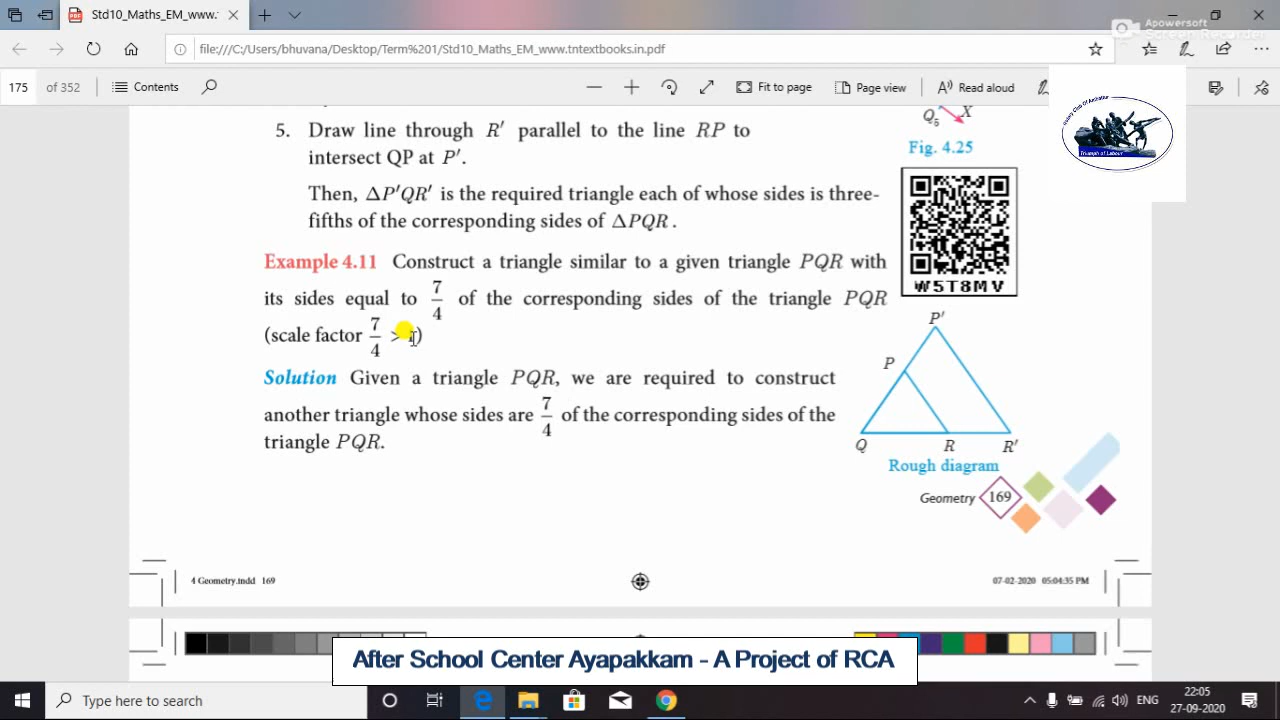 Std10_Maths_EM_www.
Apowersoft
Screen Recorder
file:///C:/Users/bhuvana/Desktop/Term%201/Std10_Maths_EM_www.tntextbooks.in.pdf
175 of 352
Contents
Fit to page
Page view
Read aloud
Triumph of Labour
5. Draw line through R′ parallel to the line RP to
intersect QP at P′.
Q5 X
Fig. 4.25
Then, ΔP′QR′ is the required triangle each of whose sides is three-
fifths of the corresponding sides of ΔPQR.
W5T8MV
Example 4.11 Construct a triangle similar to a given triangle PQR with
its sides equal to 7/4 of the corresponding sides of the triangle PQR
(scale factor 7/4 > )
Solution Given a triangle PQR, we are required to construct
another triangle whose sides are 7/4 of the corresponding sides of the
triangle PQR.
P′
P
Q R R′
Rough diagram
Geometry 169
4 Geometry.indd 169
07-02-2020 05:04:35 PM
After School Center Ayapakkam - A Project of RCA
Type here to search
ENG
22:05
27-09-2020